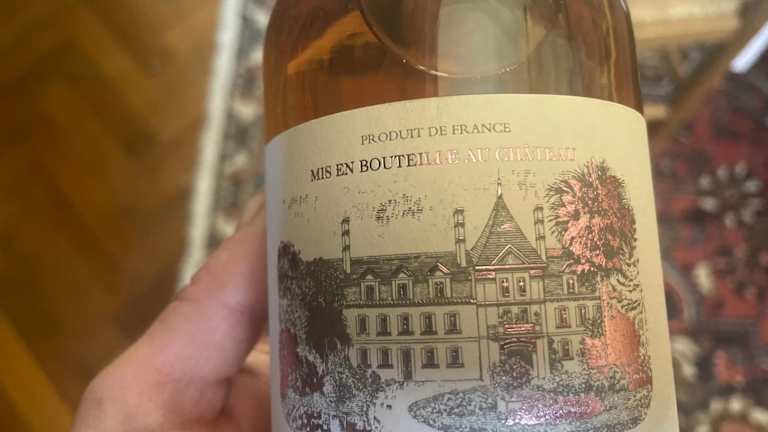 PRODUIT DE FRANCE
MIS EN BOUTEILLE AU CHÂTEAU